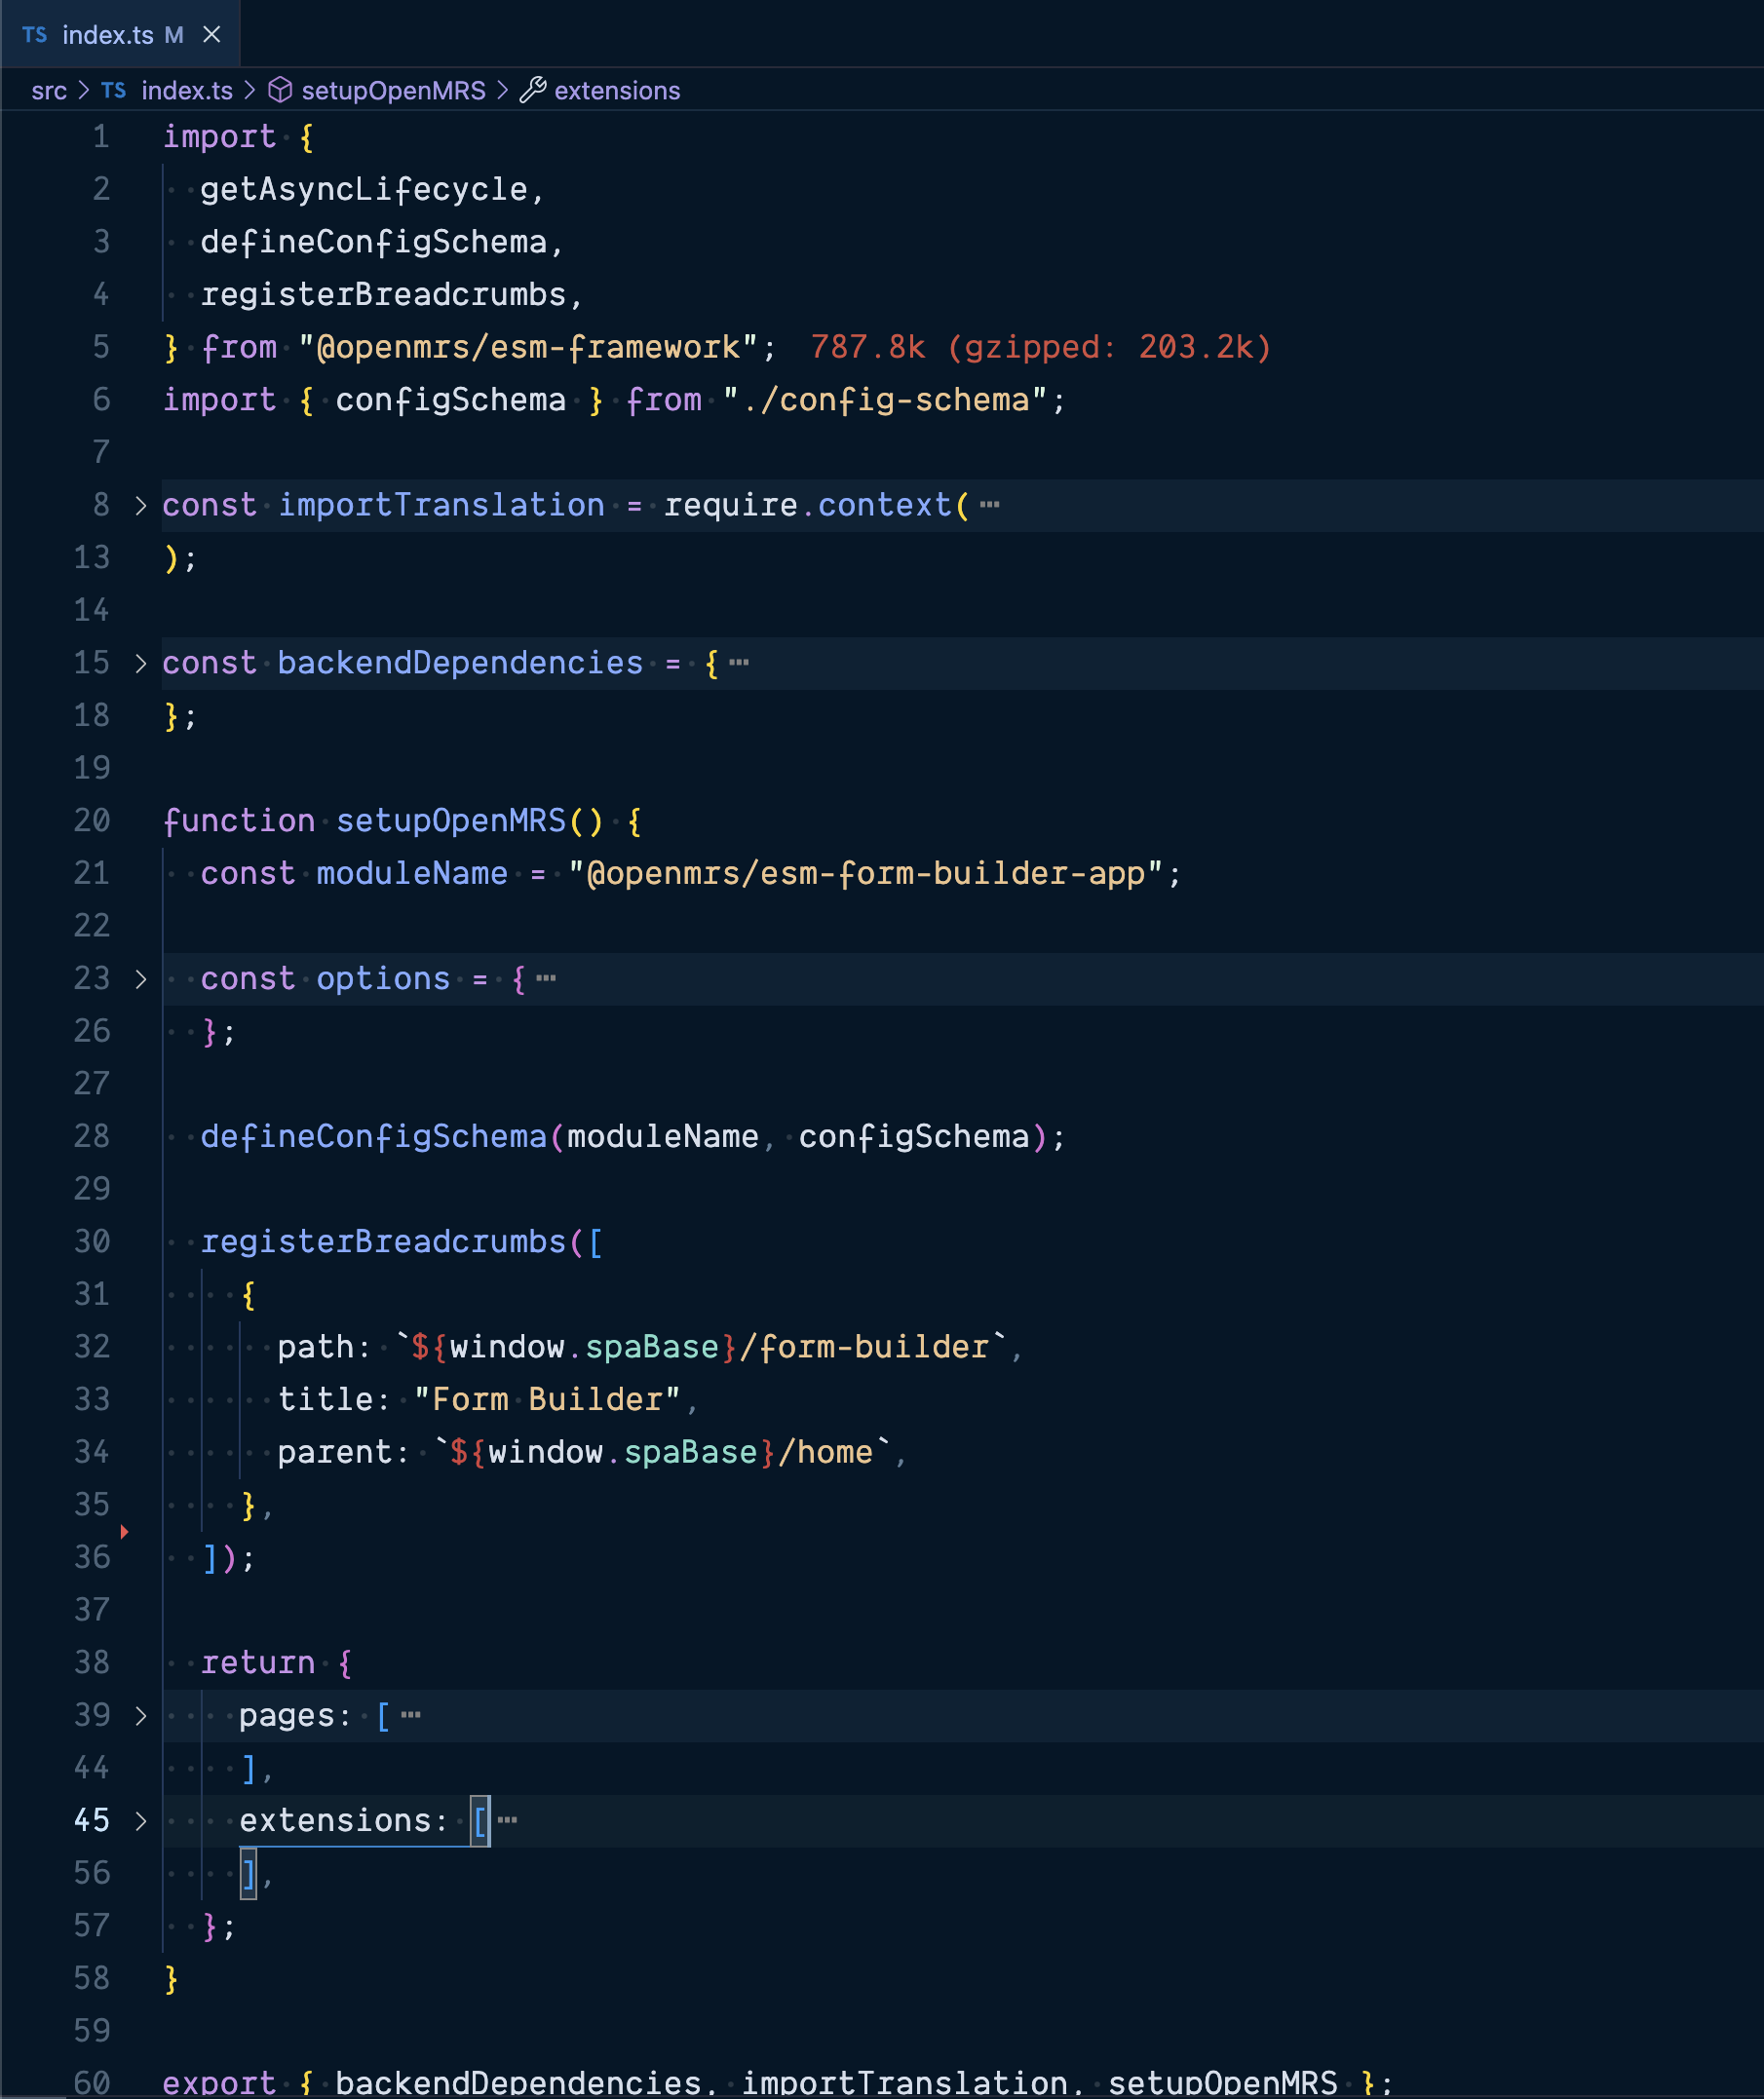 TS index.ts M ×
src > TS index.ts > setupOpenMRS > extensions
1 import {
2   getAsyncLifecycle,
3   defineConfigSchema,
4   registerBreadcrumbs,
5 } from "@openmrs/esm-framework"; 787.8k (gzipped: 203.2k)
6 import { configSchema } from "./config-schema";
7
8 > const importTranslation = require.context( ⋯
13 );
14
15 > const backendDependencies = { ⋯
18 };
19
20 function setupOpenMRS() {
21   const moduleName = "@openmrs/esm-form-builder-app";
22
23 >   const options = { ⋯
26   };
27
28   defineConfigSchema(moduleName, configSchema);
29
30   registerBreadcrumbs([
31     {
32       path: `${window.spaBase}/form-builder`,
33       title: "Form Builder",
34       parent: `${window.spaBase}/home`,
35     },
36   ]);
37
38   return {
39 >     pages: [ ⋯
44     ],
45 >     extensions: [ ⋯
56     ],
57   };
58 }
59
60 export { backendDependencies, importTranslation, setupOpenMRS };